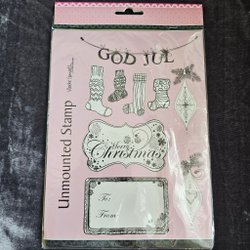 GOD JUL
Unmounted Stamp
Merry
Christmas
To:
From: